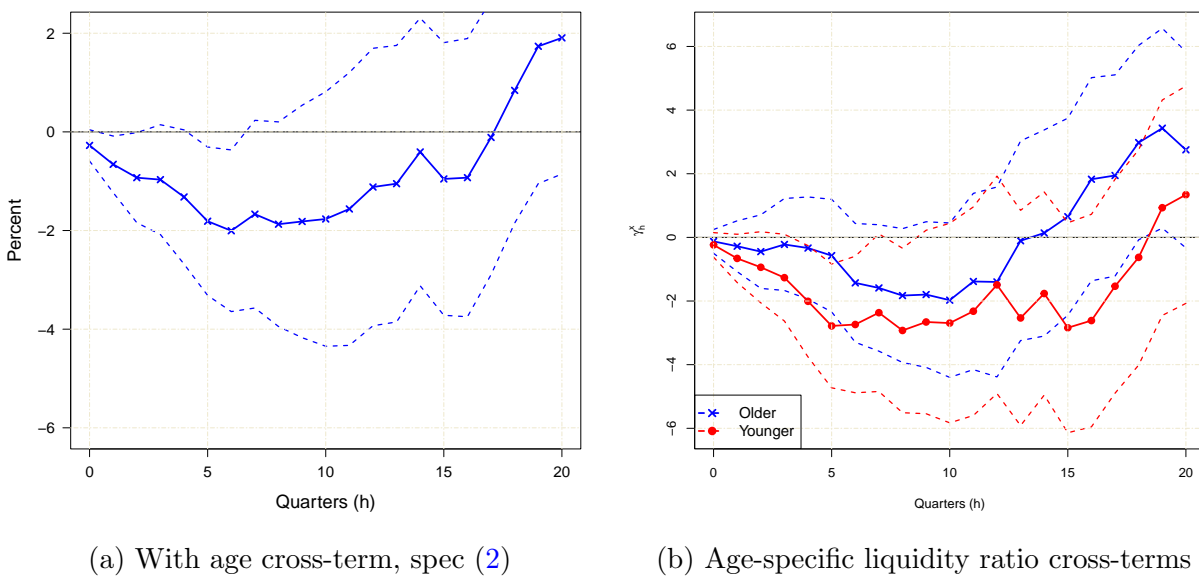 2
0
−2
−4
−6
Percent
0
5
10
15
20
Quarters (h)
6
4
2
0
−2
−4
−6
γₕˣ
Older
Younger
0
5
10
15
20
Quarters (h)
(a) With age cross-term, spec (2)
(b) Age-specific liquidity ratio cross-terms